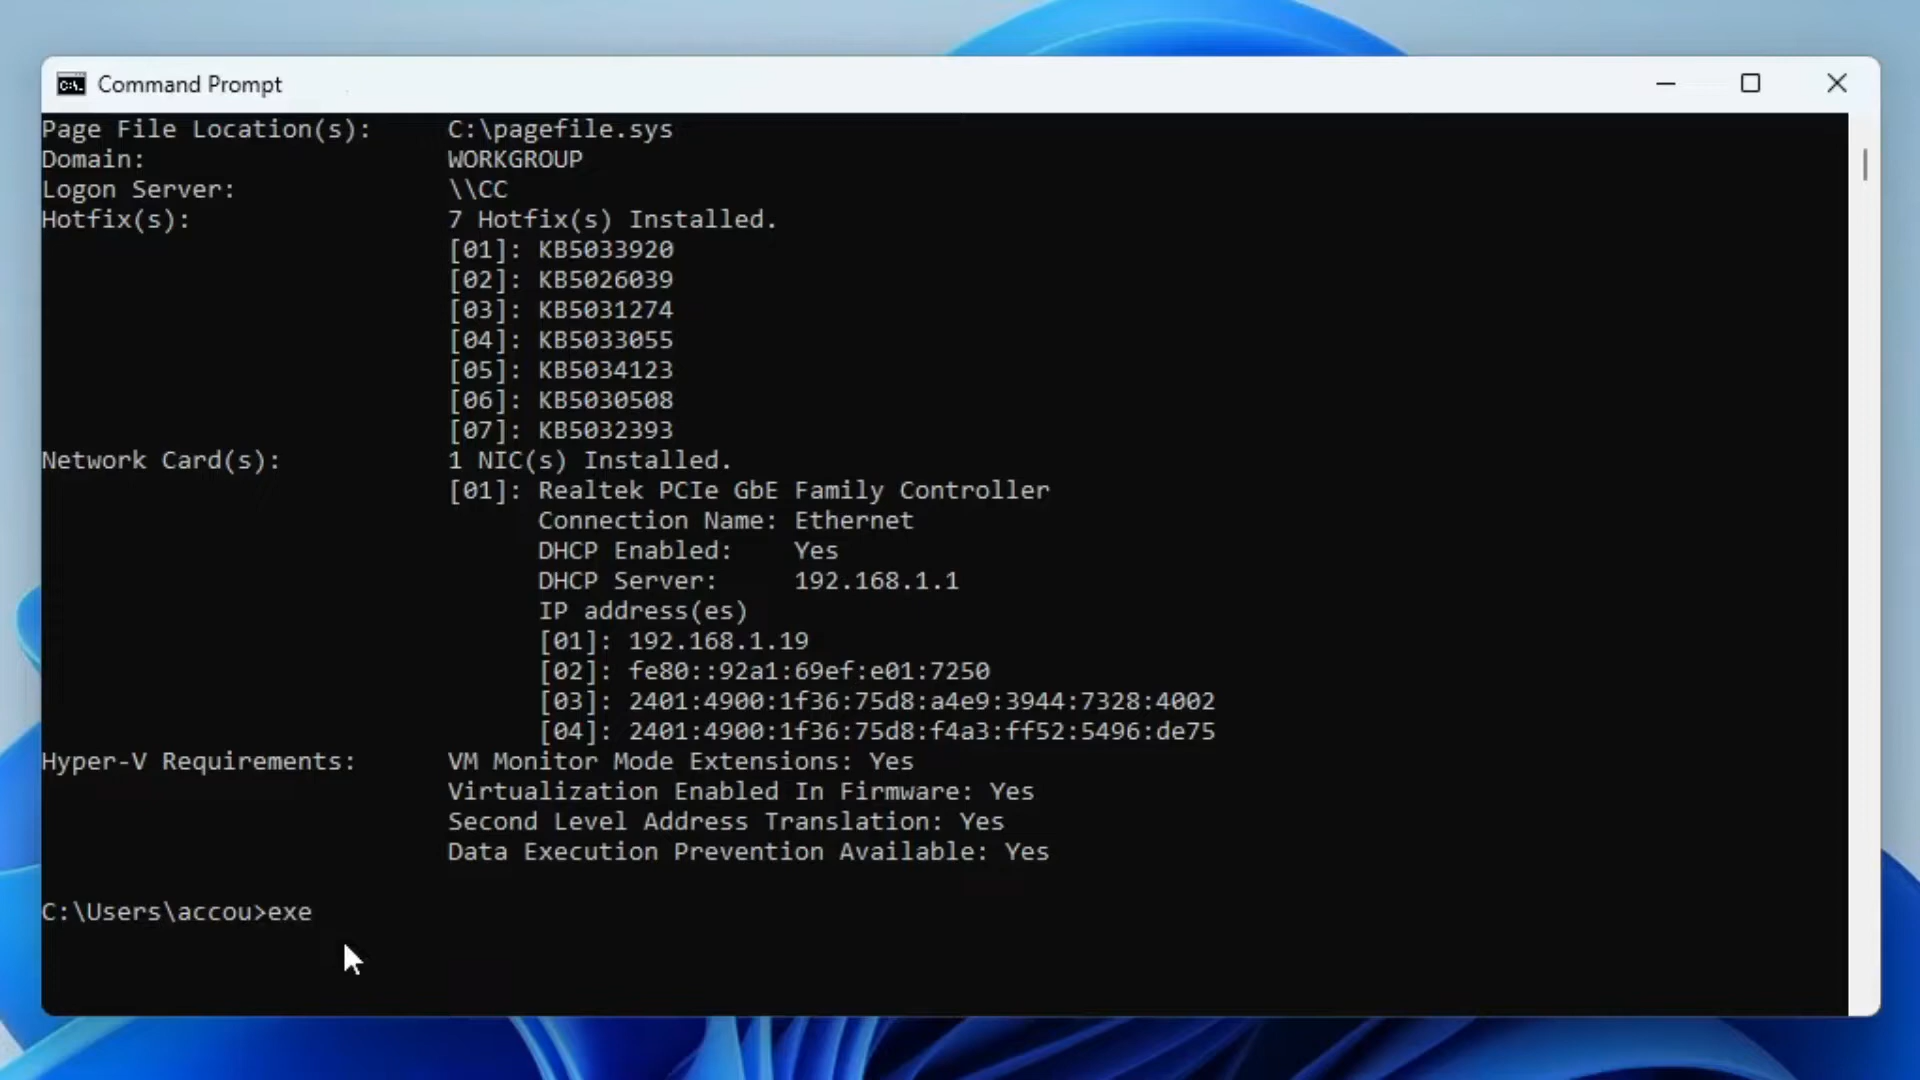 Command Prompt
Page File Location(s): C:\pagefile.sys
Domain: WORKGROUP
Logon Server: \\CC
Hotfix(s): 7 Hotfix(s) Installed.
[01]: KB5033920
[02]: KB5026039
[03]: KB5031274
[04]: KB5033055
[05]: KB5034123
[06]: KB5030508
[07]: KB5032393
Network Card(s): 1 NIC(s) Installed.
[01]: Realtek PCIe GbE Family Controller
Connection Name: Ethernet
DHCP Enabled: Yes
DHCP Server: 192.168.1.1
IP address(es)
[01]: 192.168.1.19
[02]: fe80::92a1:69ef:e01:7250
[03]: 2401:4900:1f36:75d8:a4e9:3944:7328:4002
[04]: 2401:4900:1f36:75d8:f4a3:ff52:5496:de75
Hyper-V Requirements: VM Monitor Mode Extensions: Yes
Virtualization Enabled In Firmware: Yes
Second Level Address Translation: Yes
Data Execution Prevention Available: Yes
C:\Users\accou>exe